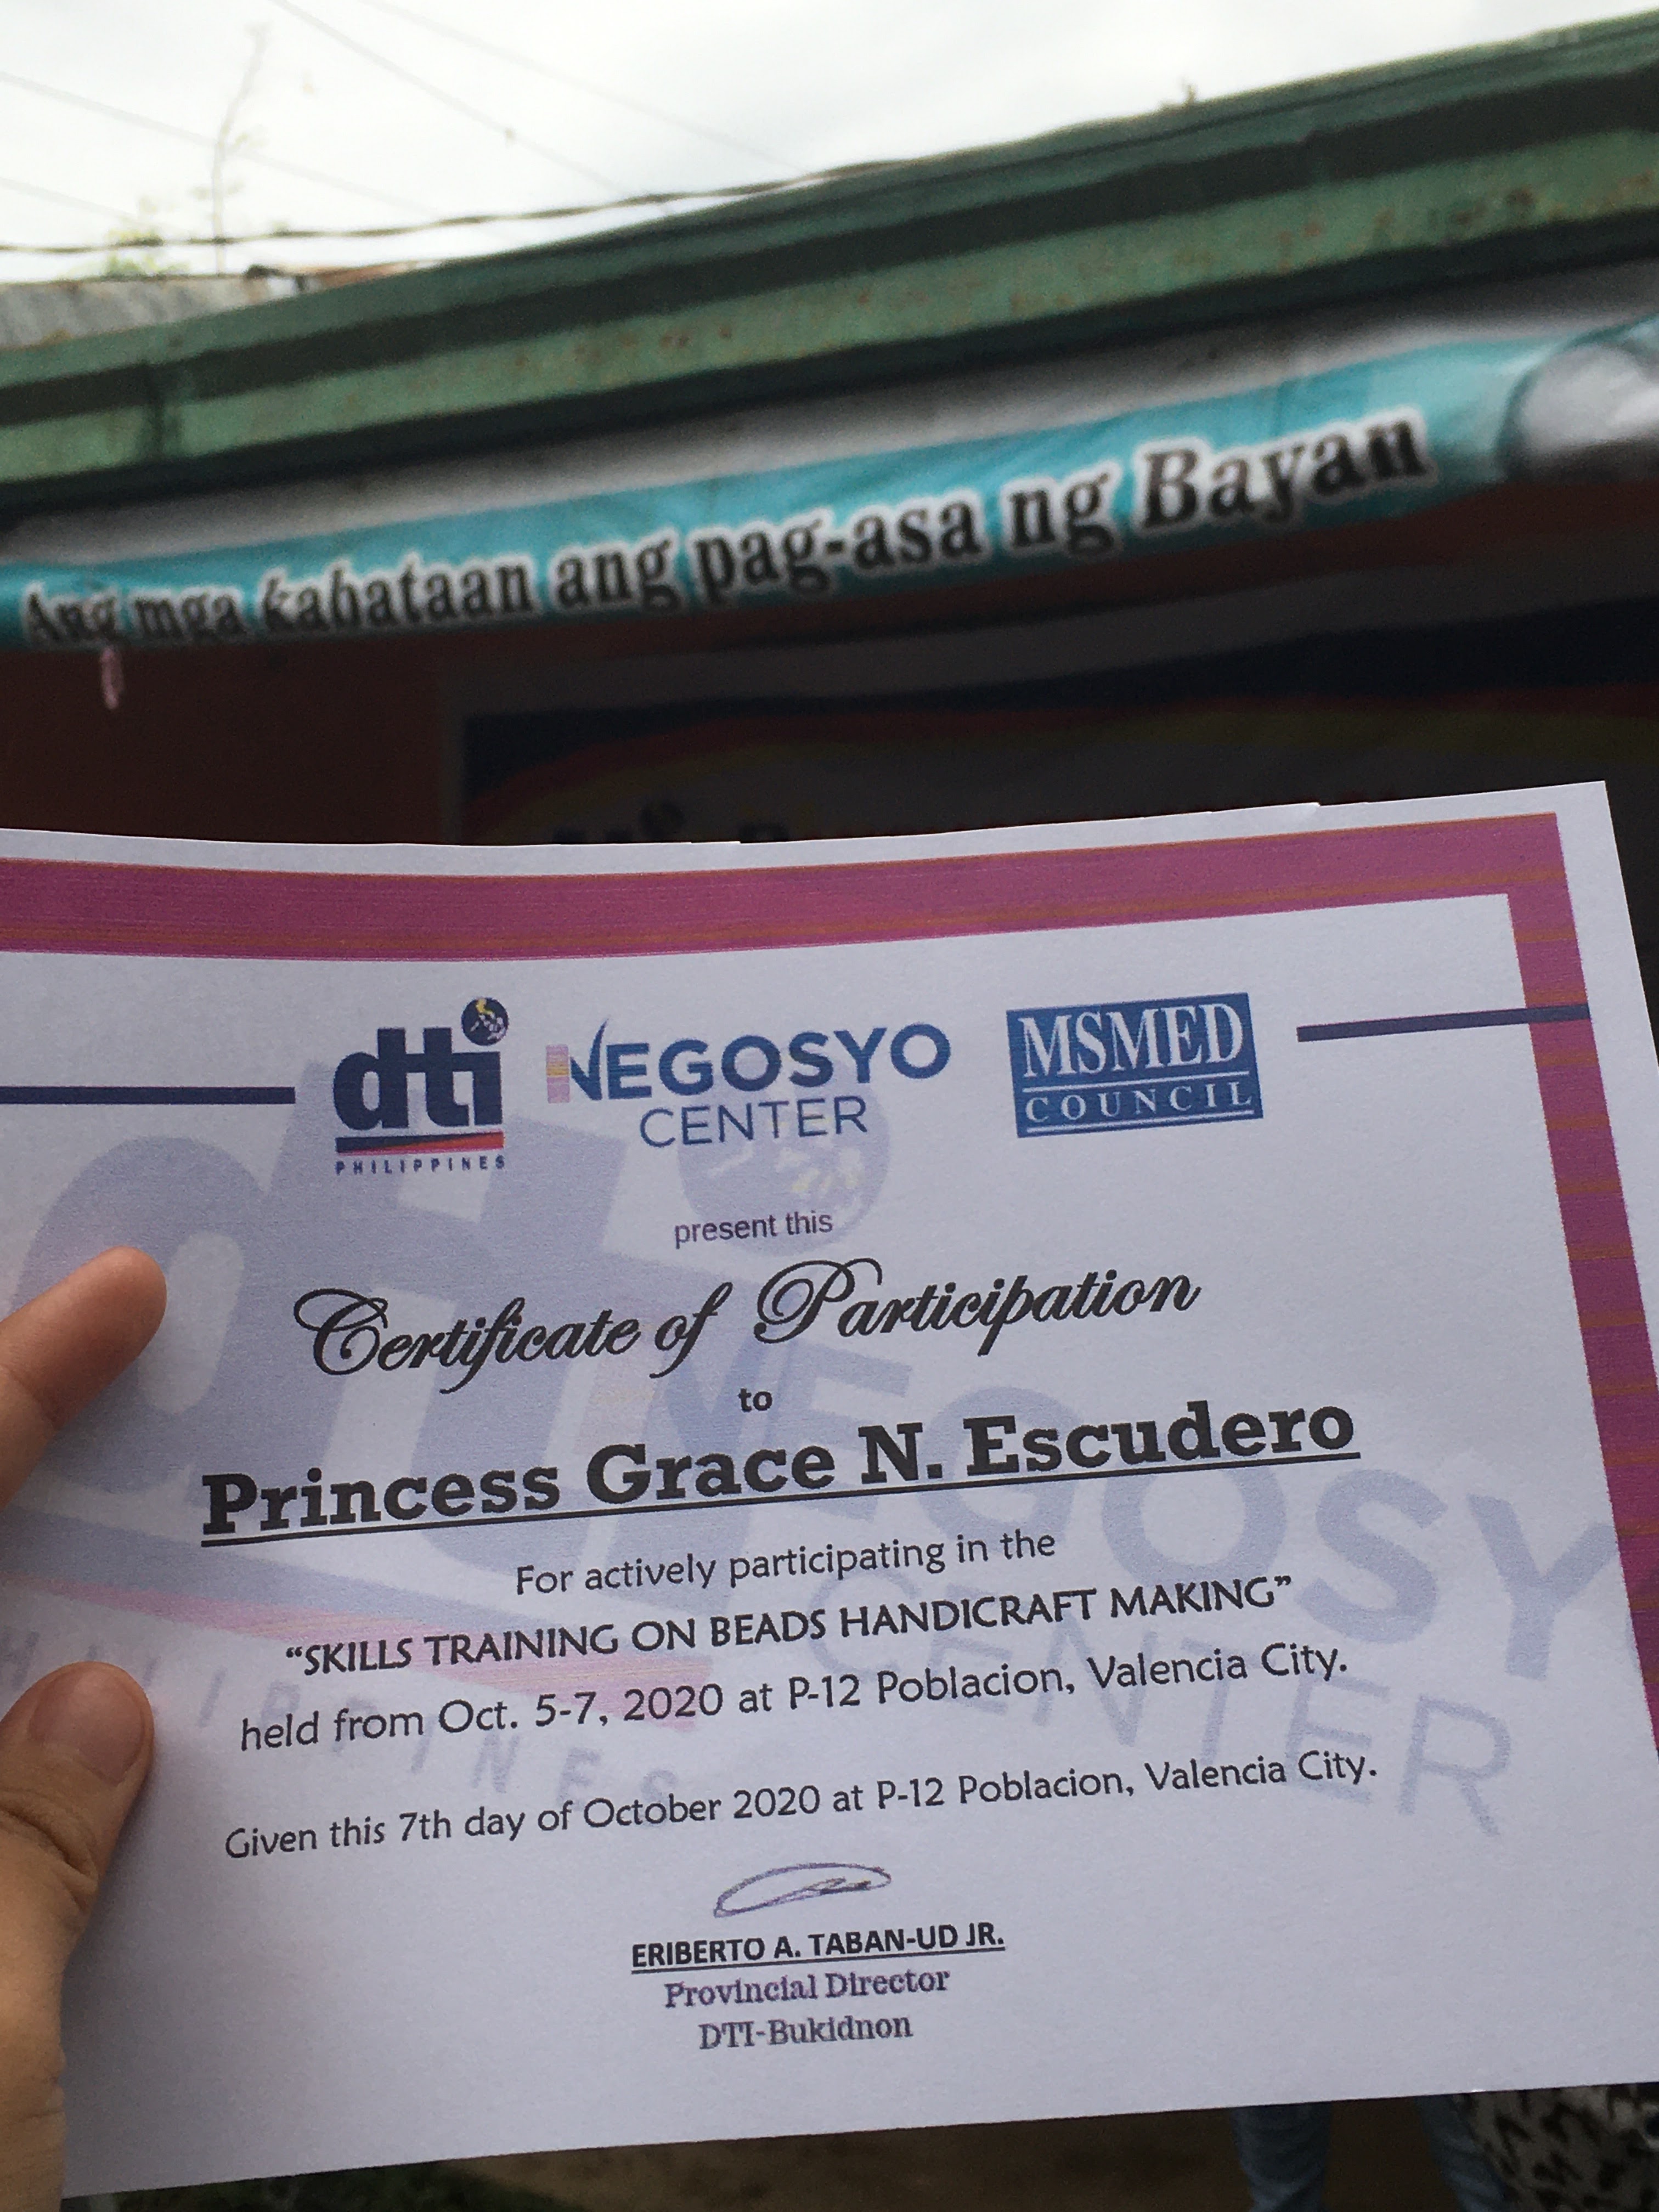 Ang mga kabataan ang pag-asa ng Bayan
dti
PHILIPPINES
NEGOSYO
CENTER
MSMED
COUNCIL
present this
Certificate of Participation
to
Princess Grace N. Escudero
For actively participating in the
“SKILLS TRAINING ON BEADS HANDICRAFT MAKING”
held from Oct. 5-7, 2020 at P-12 Poblacion, Valencia City.
Given this 7th day of October 2020 at P-12 Poblacion, Valencia City.
ERIBERTO A. TABAN-UD JR.
Provincial Director
DTI-Bukidnon